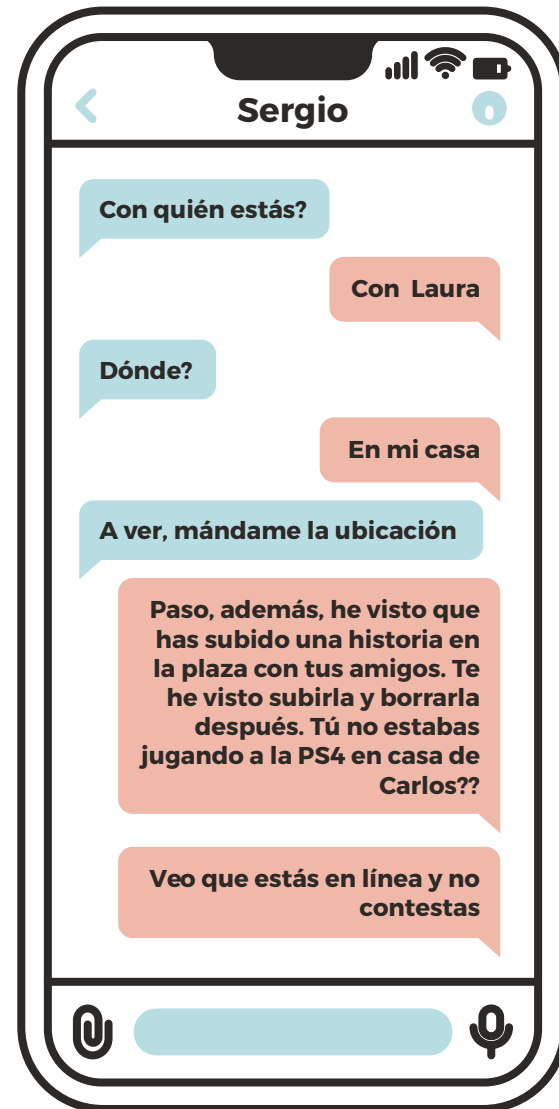 Sergio
Con quién estás?
Con Laura
Dónde?
En mi casa
A ver, mándame la ubicación
Paso, además, he visto que
has subido una historia en
la plaza con tus amigos. Te
he visto subirla y borrarla
después. Tú no estabas
jugando a la PS4 en casa de
Carlos??
Veo que estás en línea y no
contestas